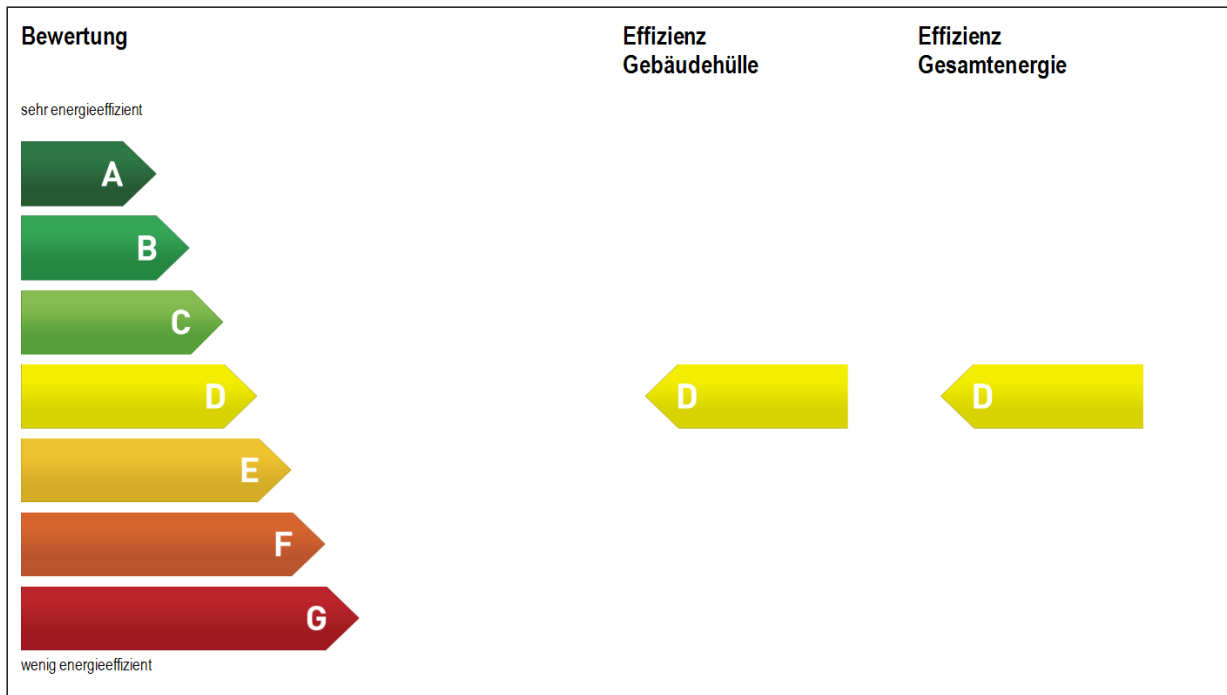 Bewertung
Effizienz
Gebäudehülle
Effizienz
Gesamtenergie
sehr energieeffizient
A
B
C
D
D
D
E
F
G
wenig energieeffizient